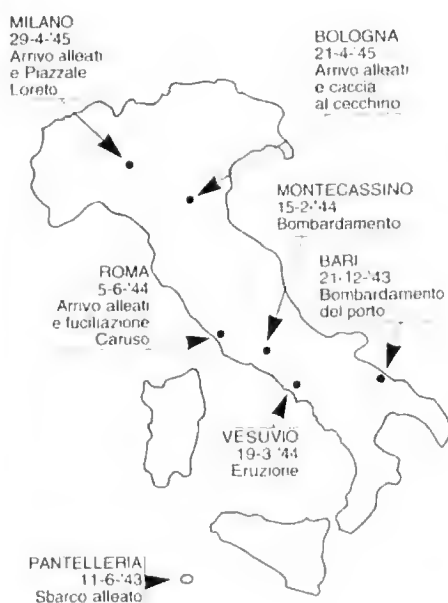 MILANO
29-4-'45
Arrivo alleati
e Piazzale
Loreto
BOLOGNA
21-4-'45
Arrivo alleati
e caccia
al cecchino
MONTECASSINO
15-2-'44
Bombardamento
BARI
21-12-'43
Bombardamento
del porto
ROMA
5-6-'44
Arrivo alleati
e fuciliazione
Caruso
VESUVIO
19-3 '44
Eruzione
PANTELLERIA
11-6-'43
Sbarco alleato